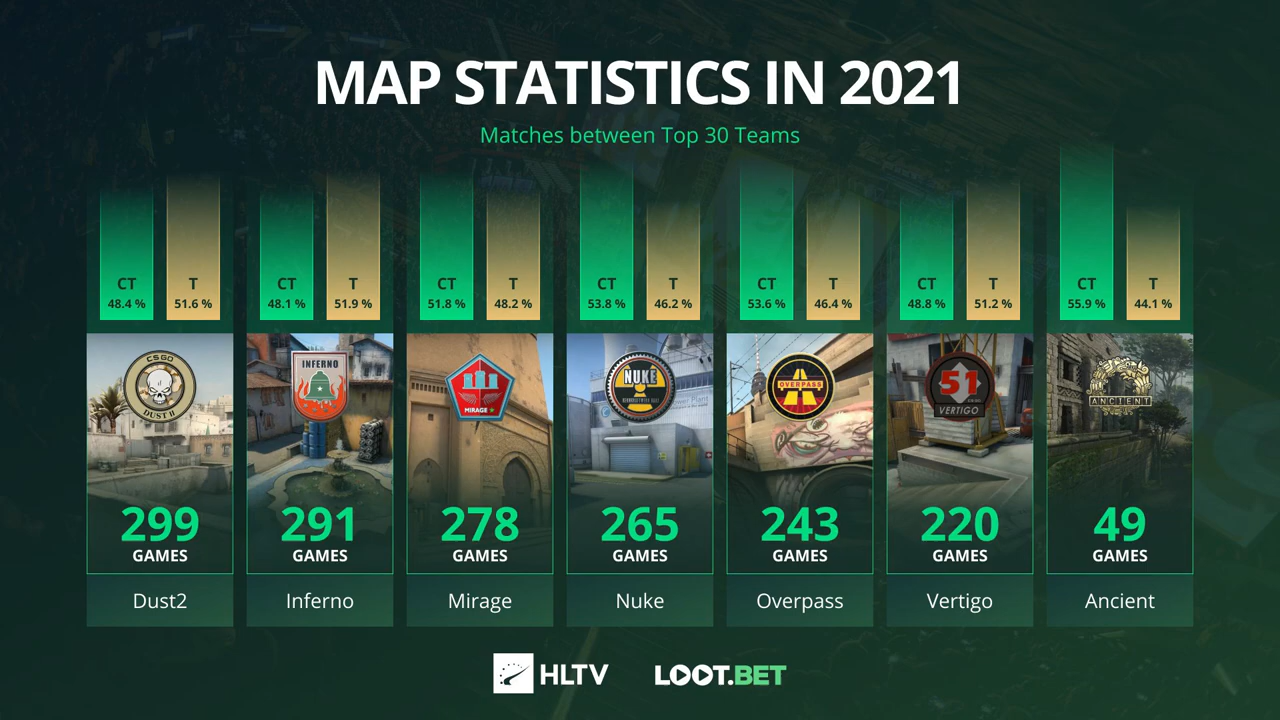 MAP STATISTICS IN 2021
Matches between Top 30 Teams
CT
48.4 %
T
51.6 %
CT
48.1 %
T
51.9 %
CT
51.8 %
T
48.2 %
CT
53.8 %
T
46.2 %
CT
53.6 %
T
46.4 %
CT
48.8 %
T
51.2 %
CT
55.9 %
T
44.1 %
CSGO
DUST II
INFERNO
MIRAGE
NUKE
OVERPASS
51
VERTIGO
ANCIENT
299
GAMES
291
GAMES
278
GAMES
265
GAMES
243
GAMES
220
GAMES
49
GAMES
Dust2
Inferno
Mirage
Nuke
Overpass
Vertigo
Ancient
HLTV
LOOT.BET